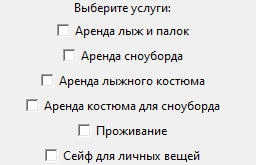 Выберите услуги:
Аренда лыж и палок
Аренда сноуборда
Аренда лыжного костюма
Аренда костюма для сноуборда
Проживание
Сейф для личных вещей